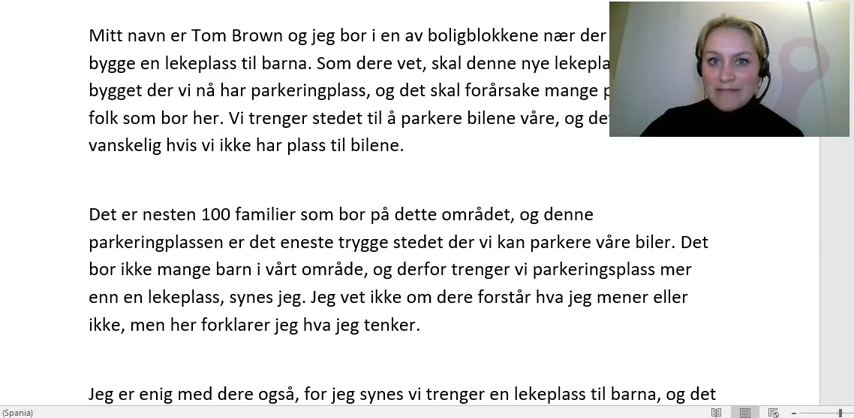 Mitt navn er Tom Brown og jeg bor i en av boligblokkene nær der
bygge en lekeplass til barna. Som dere vet, skal denne nye
bygget der vi nå har parkeringplass, og det skal forårsake mange
folk som bor her. Vi trenger stedet til å parkere bilene våre, og
vanskelig hvis vi ikke har plass til bilene.
Det er nesten 100 familier som bor på dette området, og denne
parkeringplassen er det eneste trygge stedet der vi kan parkere våre biler. Det
bor ikke mange barn i vårt område, og derfor trenger vi parkeringsplass mer
enn en lekeplass, synes jeg. Jeg vet ikke om dere forstår hva jeg mener eller
ikke, men her forklarer jeg hva jeg tenker.
Jeg er enig med dere også, for jeg synes vi trenger en lekeplass til barna, og det
(Spania)